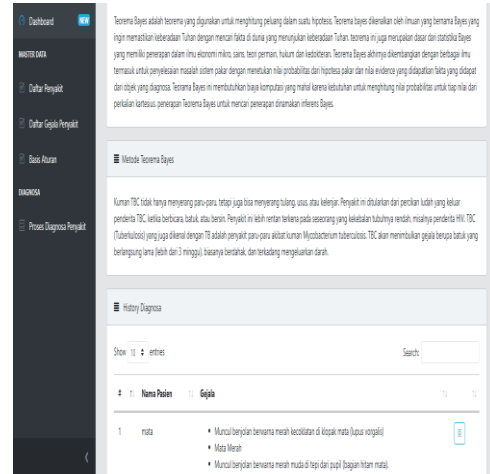 Dashboard NEW
MASTER DATA
Daftar Penyakit
Daftar Gejala Penyakit
Basis Aturan
DIAGNOSA
Proses Diagnosa Penyakit
Teorema Bayes adalah teorema yang digunakan untuk menghitung peluang dalam suatu hipotesis. Teorema bayes dikenalkan oleh ilmuan yang bernama Bayes yang
ingin memastikan keberadaan Tuhan dengan mencari fakta di dunia yang menunjukan keberadaan Tuhan. teorema ini juga merupakan dasar dari statistika Bayes
yang memiliki penerapan dalam ilmu ekonomi mikro, sains, teori permain, hukum dan kedokteran. Teorema Bayes akhirnya dikembangkan dengan berbagai ilmu
termasuk untuk penyelesaian masalah sistem pakar dengan menetukan nilai probabilitas dari hipotesa pakar dan nilai evidence yang didapatkan fakta yang didapat
dari objek yang diagnosa. Teorema Bayes ini membutuhkan biaya komputasi yang mahal karena kebutuhan untuk menghitung nilai probabilitas untuk tiap nilai dari
perkalian kartesius. penerapan Teorema Bayes untuk mencari penerapan dinamakan inferens Bayes.
Metode Teorema Bayes
Kuman TBC tidak hanya menyerang paru-paru, tetapi juga bisa menyerang tulang, usus, atau kelenjar. Penyakit ini ditularkan dari percikan ludah yang keluar
penderita TBC, ketika berbicara, batuk, atau bersin. Penyakit ini lebih rentan terkena pada seseorang yang kekebalan tubuhnya rendah, misalnya penderita HIV. TBC
(Tuberkulosis) yang juga dikenal dengan TB adalah penyakit paru-paru akibat kuman Mycobacterium tuberculosis. TBC akan menimbulkan gejala berupa batuk yang
berlangsung lama (lebih dari 3 minggu), biasanya berdahak, dan terkadang mengeluarkan darah.
History Diagnosa
Show 10 entries Search:
# Nama Pasien Gejala
1 mata • Muncul benjolan berwarna merah kecoklatan di klopak mata (lupus vorgalis)
• Mata Merah
• Muncul benjolan berwarna merah muda di tepi dari pupil (bagian hitam mata).